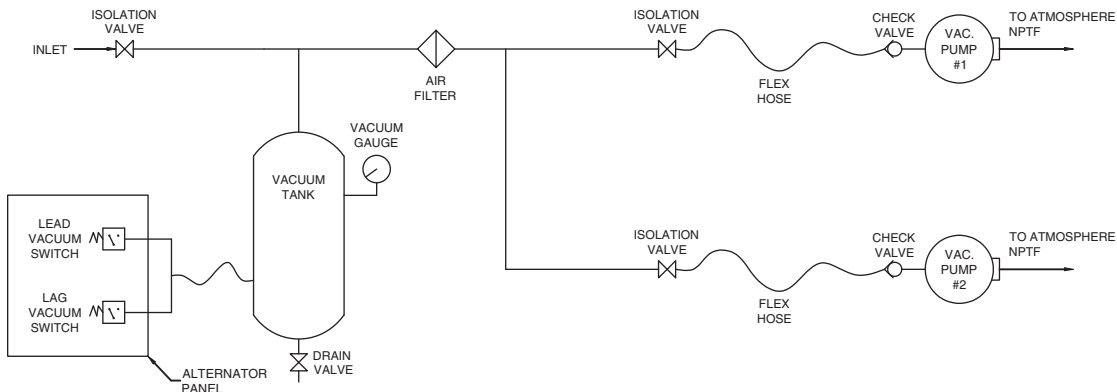 ISOLATION
VALVE
INLET
AIR
FILTER
ISOLATION
VALVE
FLEX
HOSE
CHECK
VALVE
VAC.
PUMP
#1
TO ATMOSPHERE
NPTF
VACUUM
GAUGE
VACUUM
TANK
LEAD
VACUUM
SWITCH
LAG
VACUUM
SWITCH
ALTERNATOR
PANEL
DRAIN
VALVE
ISOLATION
VALVE
FLEX
HOSE
CHECK
VALVE
VAC.
PUMP
#2
TO ATMOSPHERE
NPTF